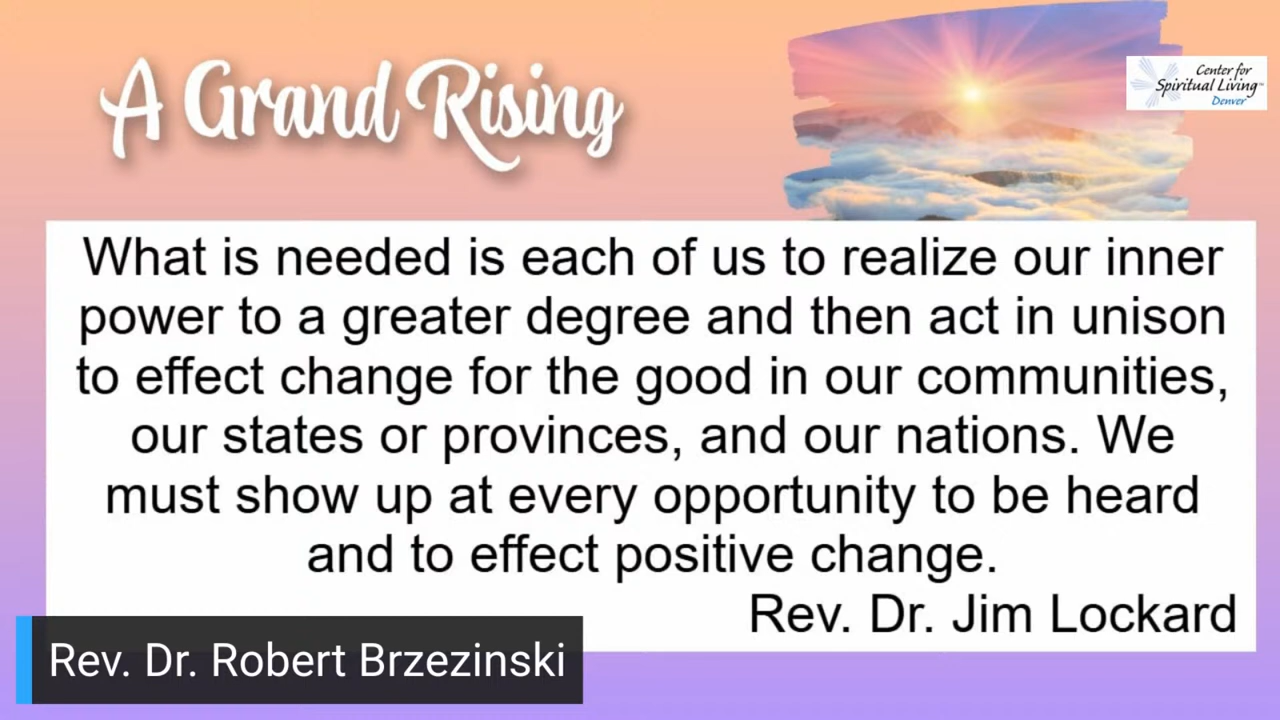 A Grand Rising
Center for
Spiritual Living™
Denver
What is needed is each of us to realize our inner
power to a greater degree and then act in unison
to effect change for the good in our communities,
our states or provinces, and our nations. We
must show up at every opportunity to be heard
and to effect positive change.
Rev. Dr. Jim Lockard
Rev. Dr. Robert Brzezinski